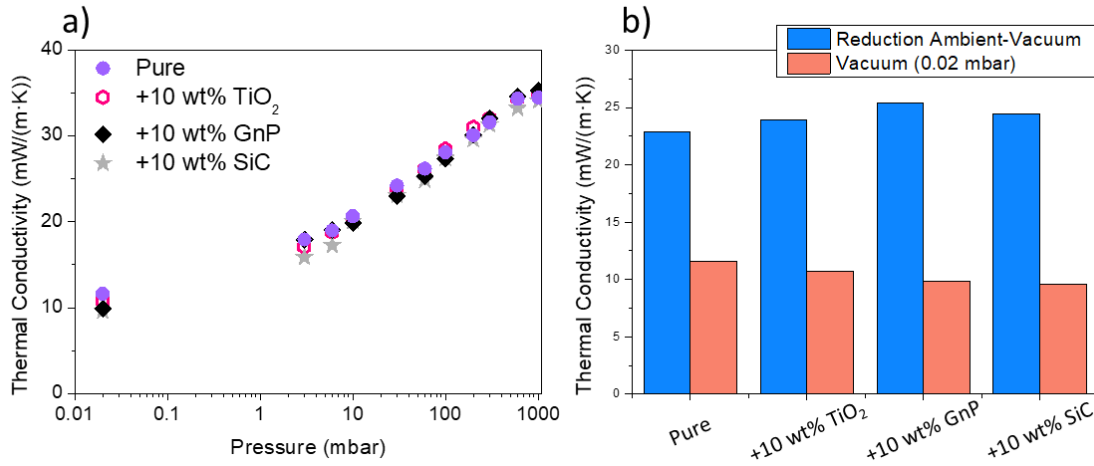 a)
Thermal Conductivity (mW/(m·K))
40
30
20
10
0
Pure
+10 wt% TiO₂
+10 wt% GnP
+10 wt% SiC
0.01
0.1
1
10
100
1000
Pressure (mbar)
b)
Reduction Ambient-Vacuum
Vacuum (0.02 mbar)
Thermal Conductivity (mW/(m·K))
30
25
20
15
10
5
0
Pure
+10 wt% TiO₂
+10 wt% GnP
+10 wt% SiC